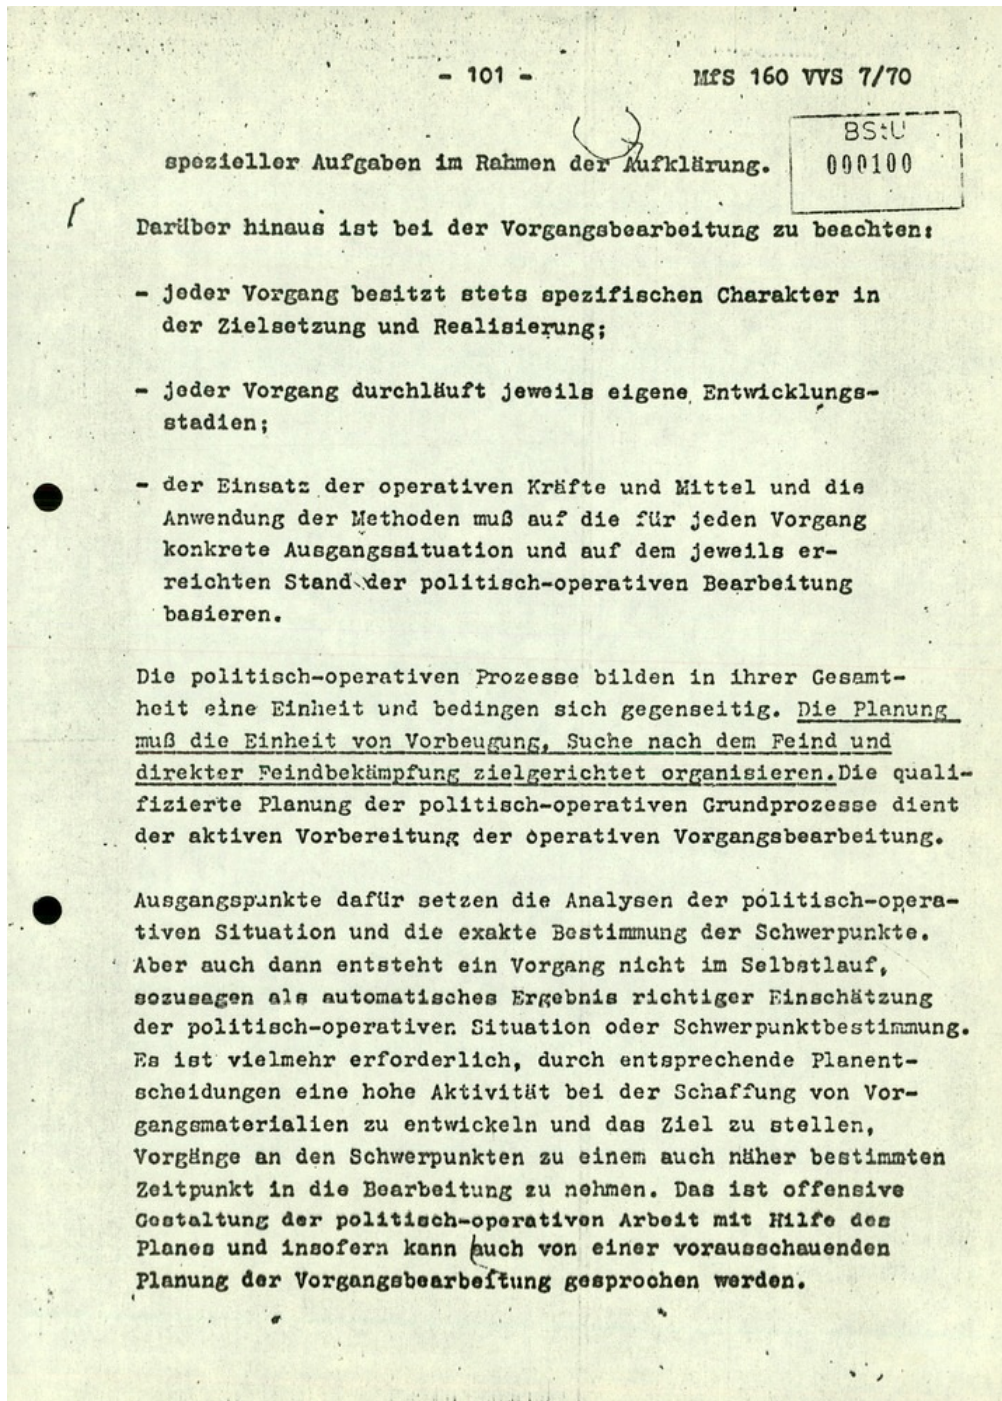 - 101 -
MfS 160 VVS 7/70
BStU
000100
spezieller Aufgaben im Rahmen der Aufklärung.
Darüber hinaus ist bei der Vorgangsbearbeitung zu beachten:
- jeder Vorgang besitzt stets spezifischen Charakter in
der Zielsetzung und Realisierung;
- jeder Vorgang durchläuft jeweils eigene Entwicklungs-
stadien;
- der Einsatz der operativen Kräfte und Mittel und die
Anwendung der Methoden muß auf die für jeden Vorgang
konkrete Ausgangssituation und auf dem jeweils er-
reichten Stand der politisch-operativen Bearbeitung
basieren.
Die politisch-operativen Prozesse bilden in ihrer Gesamt-
heit eine Einheit und bedingen sich gegenseitig. Die Planung
muß die Einheit von Vorbeugung, Suche nach dem Feind und
direkter Feindbekämpfung zielgerichtet organisieren. Die quali-
fizierte Planung der politisch-operativen Grundprozesse dient
der aktiven Vorbereitung der operativen Vorgangsbearbeitung.
Ausgangspunkte dafür setzen die Analysen der politisch-opera-
tiven Situation und die exakte Bestimmung der Schwerpunkte.
Aber auch dann entsteht ein Vorgang nicht im Selbstlauf,
sozusagen als automatisches Ergebnis richtiger Einschätzung
der politisch-operativen Situation oder Schwerpunktbestimmung.
Es ist vielmehr erforderlich, durch entsprechende Planent-
scheidungen eine hohe Aktivität bei der Schaffung von Vor-
gangsmaterialien zu entwickeln und das Ziel zu stellen,
Vorgänge an den Schwerpunkten zu einem auch näher bestimmten
Zeitpunkt in die Bearbeitung zu nehmen. Das ist offensive
Gestaltung der politisch-operativen Arbeit mit Hilfe des
Planes und insofern kann auch von einer vorausschauenden
Planung der Vorgangsbearbeitung gesprochen werden.